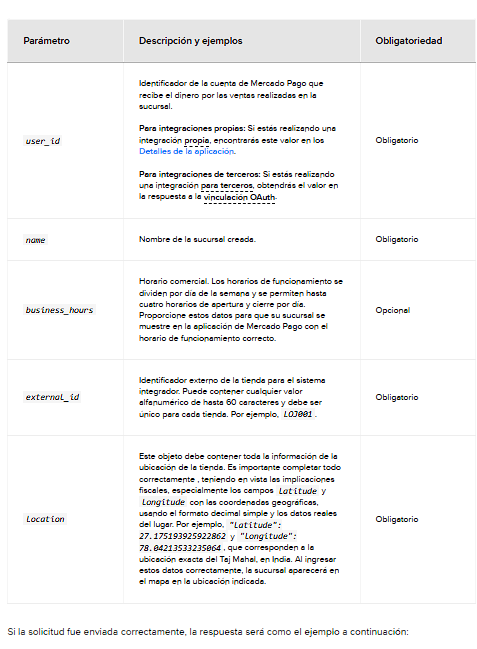 Parámetro Descripción y ejemplos Obligatoriedad
Identificador de la cuenta de Mercado Pago que
recibe el dinero por las ventas realizadas en la
sucursal.
Para integraciones propias: Si estás realizando una
integración propia, encontrarás este valor en los
Detalles de la aplicación.
user_id
Obligatorio
Para integraciones de terceros: Si estás realizando
una integración para terceros, obtendrás el valor en
la respuesta a la vinculación OAuth.
name Nombre de la sucursal creada. Obligatorio
Horario comercial. Los horarios de funcionamiento se
dividen por día de la semana y se permiten hasta
cuatro horarios de apertura y cierre por día.
business_hours
Proporcione estos datos para que su sucursal se
muestre en la aplicación de Mercado Pago con el
horario de funcionamiento correcto.
Opcional
Identificador externo de la tienda para el sistema
integrador. Puede contener cualquier valor
external_id
alfanumérico de hasta 60 caracteres y debe ser
único para cada tienda. Por ejemplo, LOJ001 .
Obligatorio
Este objeto debe contener toda la información de la
ubicación de la tienda. Es importante completar todo
correctamente , teniendo en vista las implicaciones
fiscales, especialmente los campos Latitude y
Longitude con las coordenadas geográficas,
usando el formato decimal simple y los datos reales
location
del lugar. Por ejemplo, "Latitude":
27.175193925922862 y "Longitude":
78.04213533235064 , que corresponden a la
ubicación exacta del Taj Mahal, en India. Al ingresar
estos datos correctamente, la sucursal aparecerá en
el mapa en la ubicación indicada.
Obligatorio
Si la solicitud fue enviada correctamente, la respuesta será como el ejemplo a continuación: